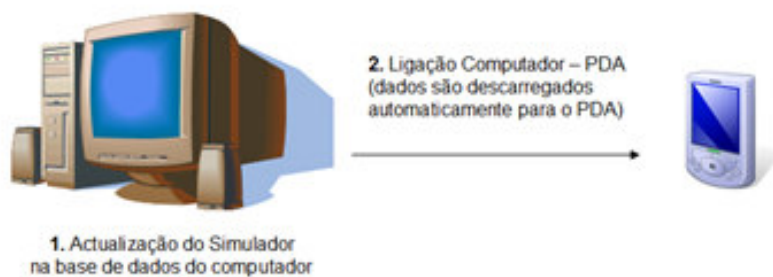 2. Ligação Computador – PDA
(dados são descarregados
automaticamente para o PDA)
1. Actualização do Simulador
na base de dados do computador